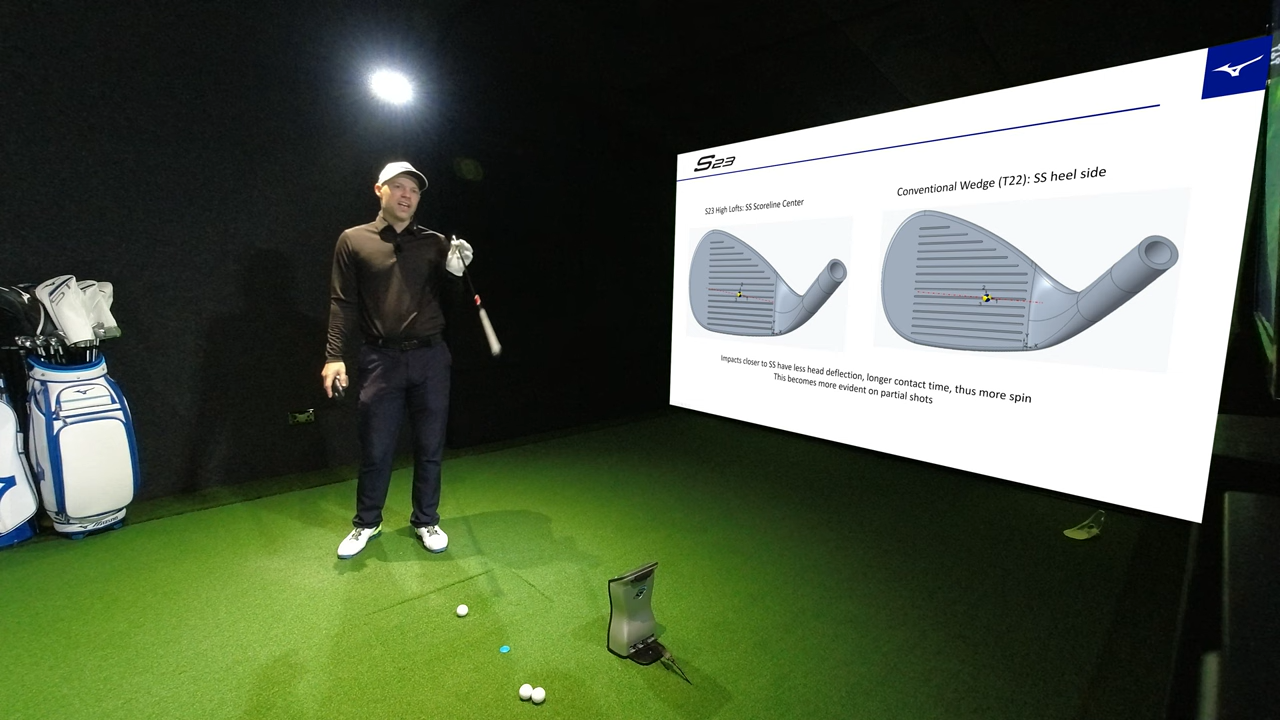 S23
Conventional Wedge (T22): SS heel side
S23 High Lofts: SS Scoreline Center
Impacts closer to SS have less head deflection, longer contact time, thus more spin
This becomes more evident on partial shots